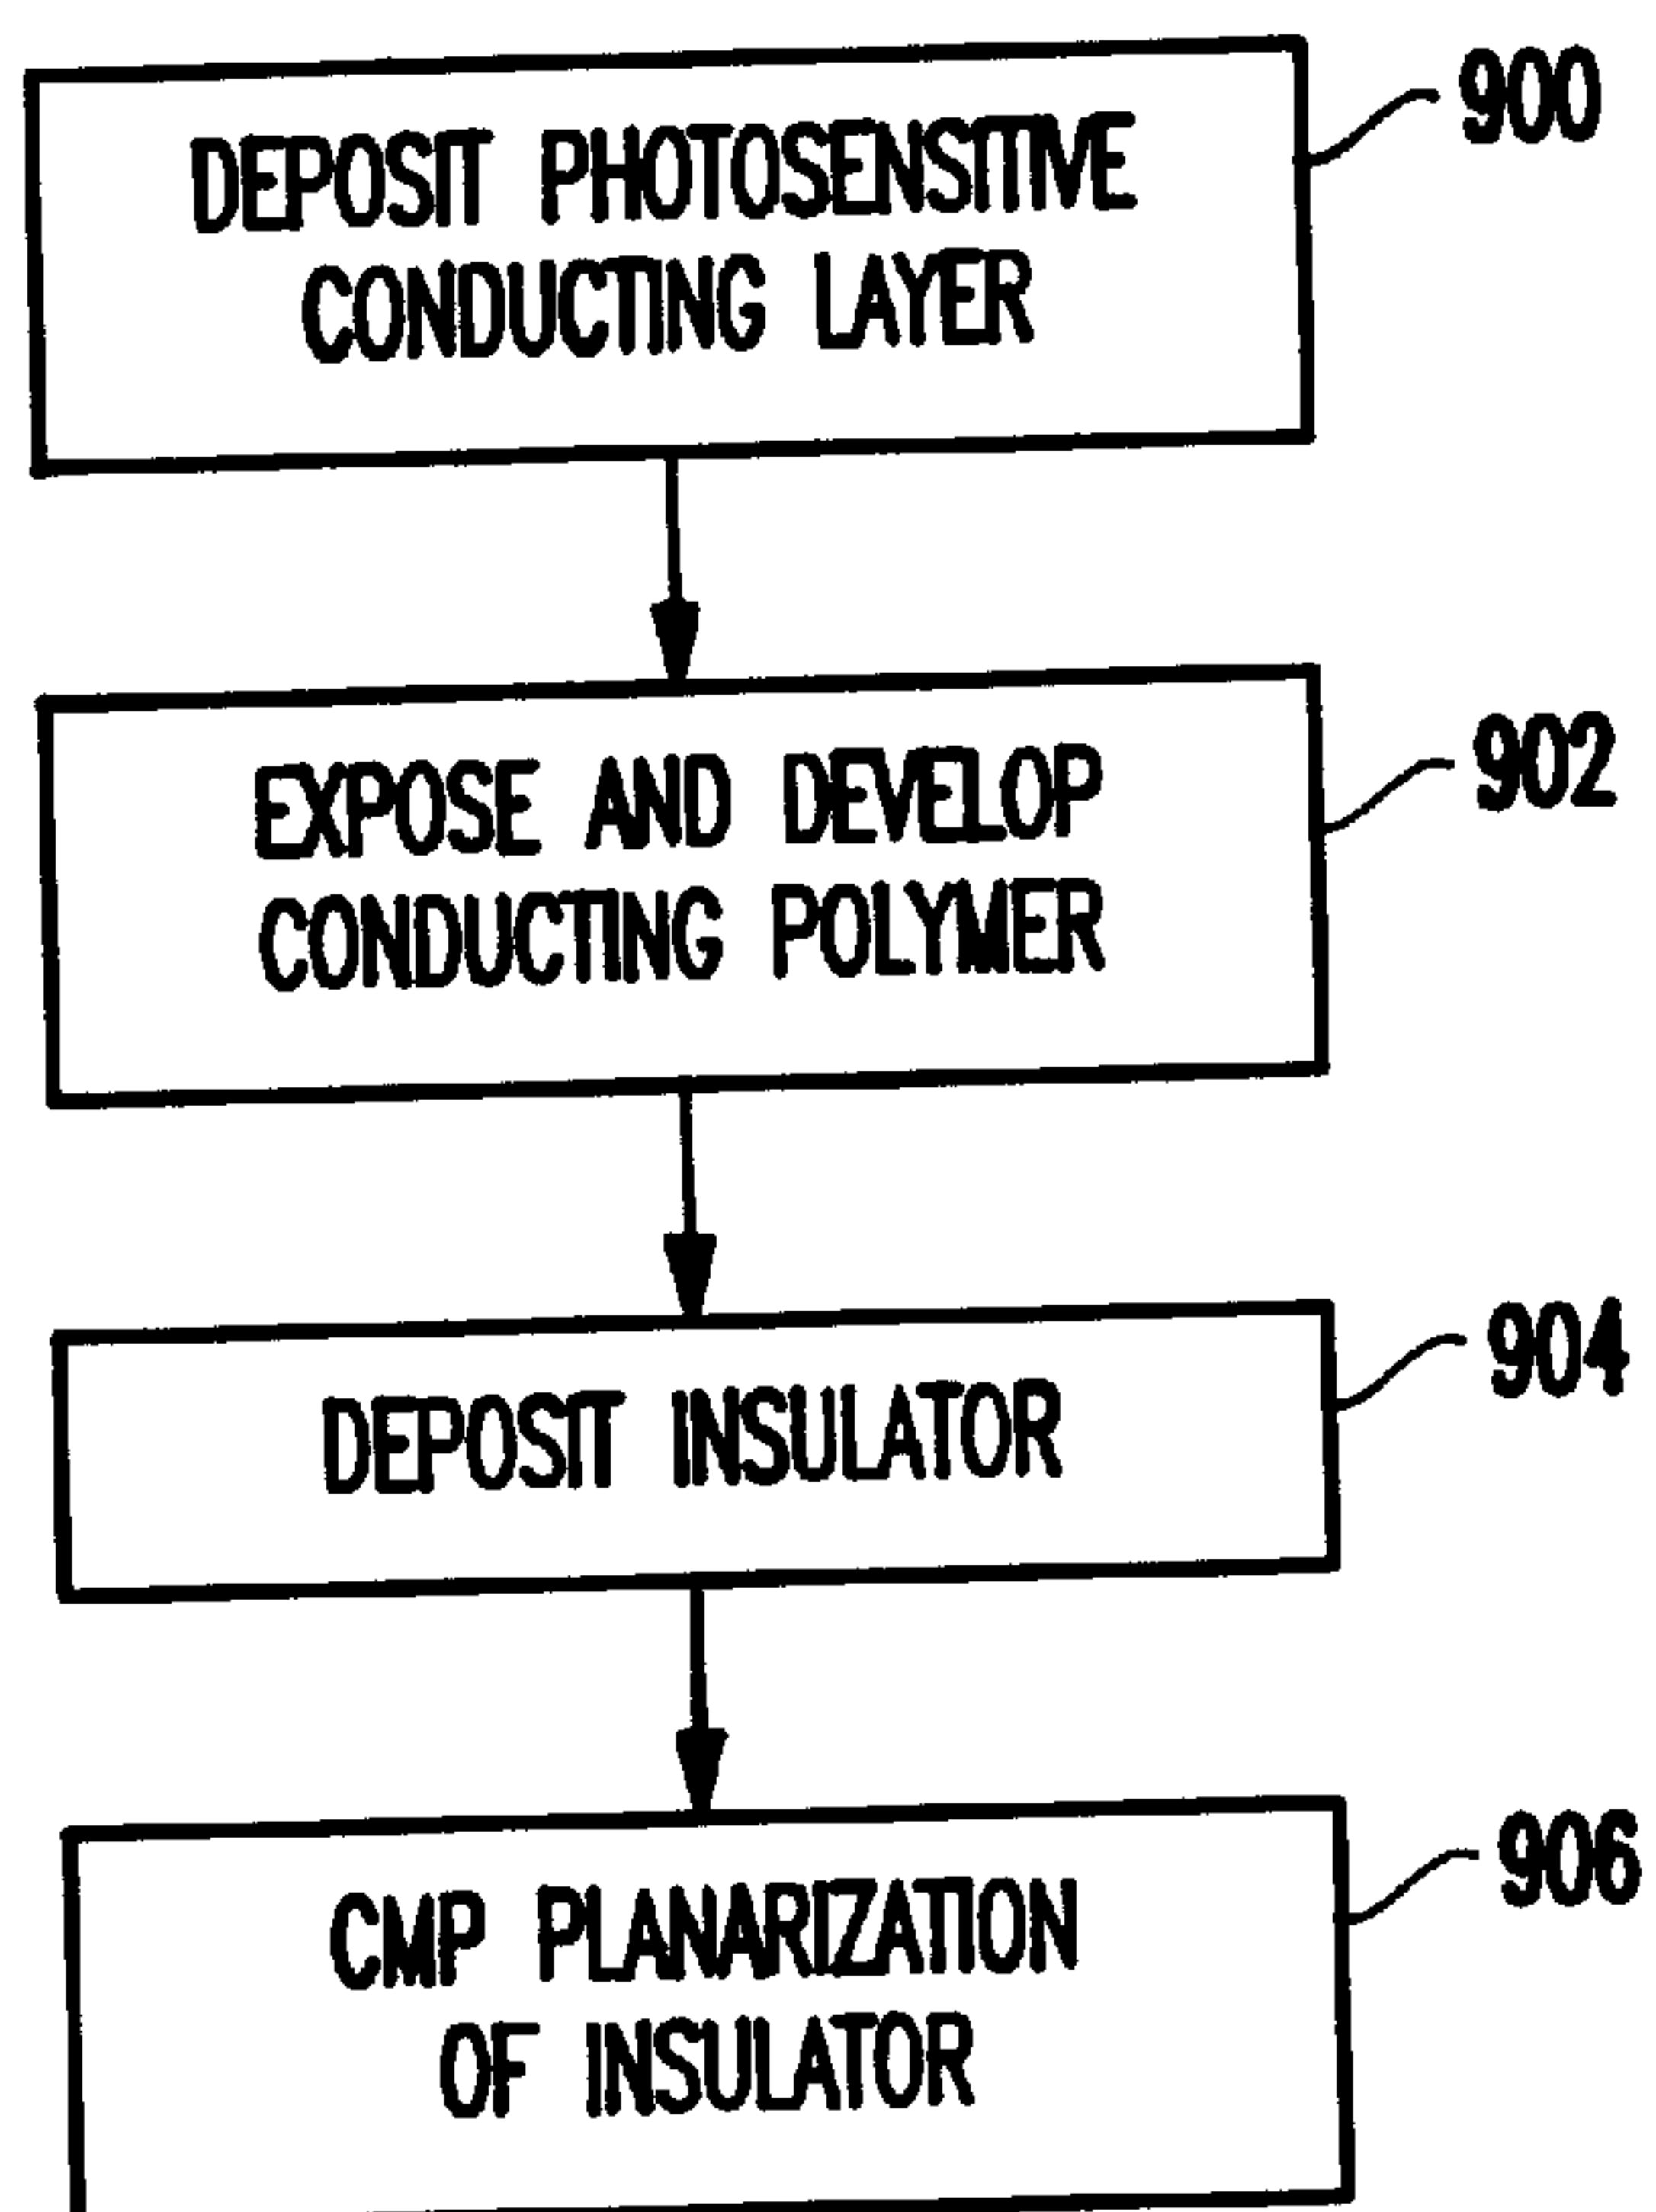 DEPOSIT PHOTOSENSITIVE
CONDUCTING LAYER
900
EXPOSE AND DEVELOP
CONDUCTING POLYMER
902
DEPOSIT INSULATOR
904
CMP PLANARIZATION
OF INSULATOR
906